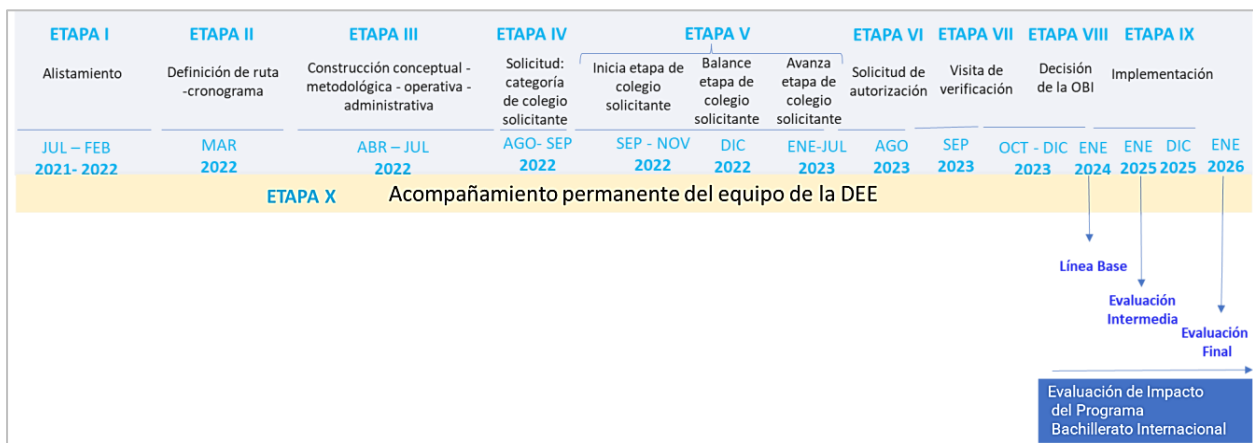 ETAPA I
ETAPA II
ETAPA III
ETAPA IV
ETAPA V
ETAPA VI
ETAPA VII
ETAPA VIII
ETAPA IX
Alistamiento
Definición de ruta
-cronograma
Construcción conceptual -
metodológica - operativa -
administrativa
Solicitud:
categoría
de colegio
solicitante
Inicia etapa de
colegio
solicitante
Balance
etapa de
colegio
solicitante
Avanza
etapa de
colegio
solicitante
Solicitud de
autorización
Visita de
verificación
Decisión
de la OBI
Implementación
JUL – FEB
2021- 2022
MAR
2022
ABR – JUL
2022
AGO- SEP
2022
SEP - NOV
2022
DIC
2022
ENE-JUL
2023
AGO
2023
SEP
2023
OCT - DIC
2023
ENE
2024
ENE
2025
DIC
2025
ENE
2026
ETAPA X
Acompañamiento permanente del equipo de la DEE
Línea Base
Evaluación
Intermedia
Evaluación
Final
Evaluación de Impacto
del Programa
Bachillerato Internacional